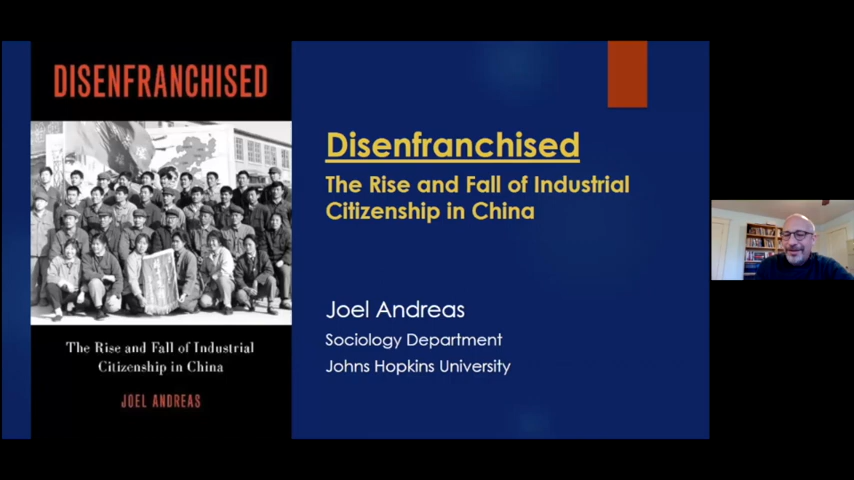 DISENFRANCHISED
The Rise and Fall of Industrial
Citizenship in China
JOEL ANDREAS
Disenfranchised
The Rise and Fall of Industrial
Citizenship in China
Joel Andreas
Sociology Department
Johns Hopkins University